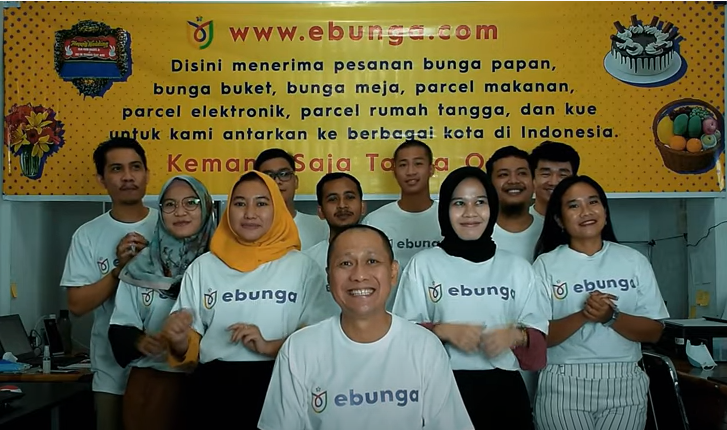 www.ebunga.com
Disini menerima pesanan bunga papan,
bunga buket, bunga meja, parcel makanan,
parcel elektronik, parcel rumah tangga, dan kue
untuk kami antarkan ke berbagai kota di Indonesia.
Saja
ebunga
ebunga
ebunga
ebunga
ebunga